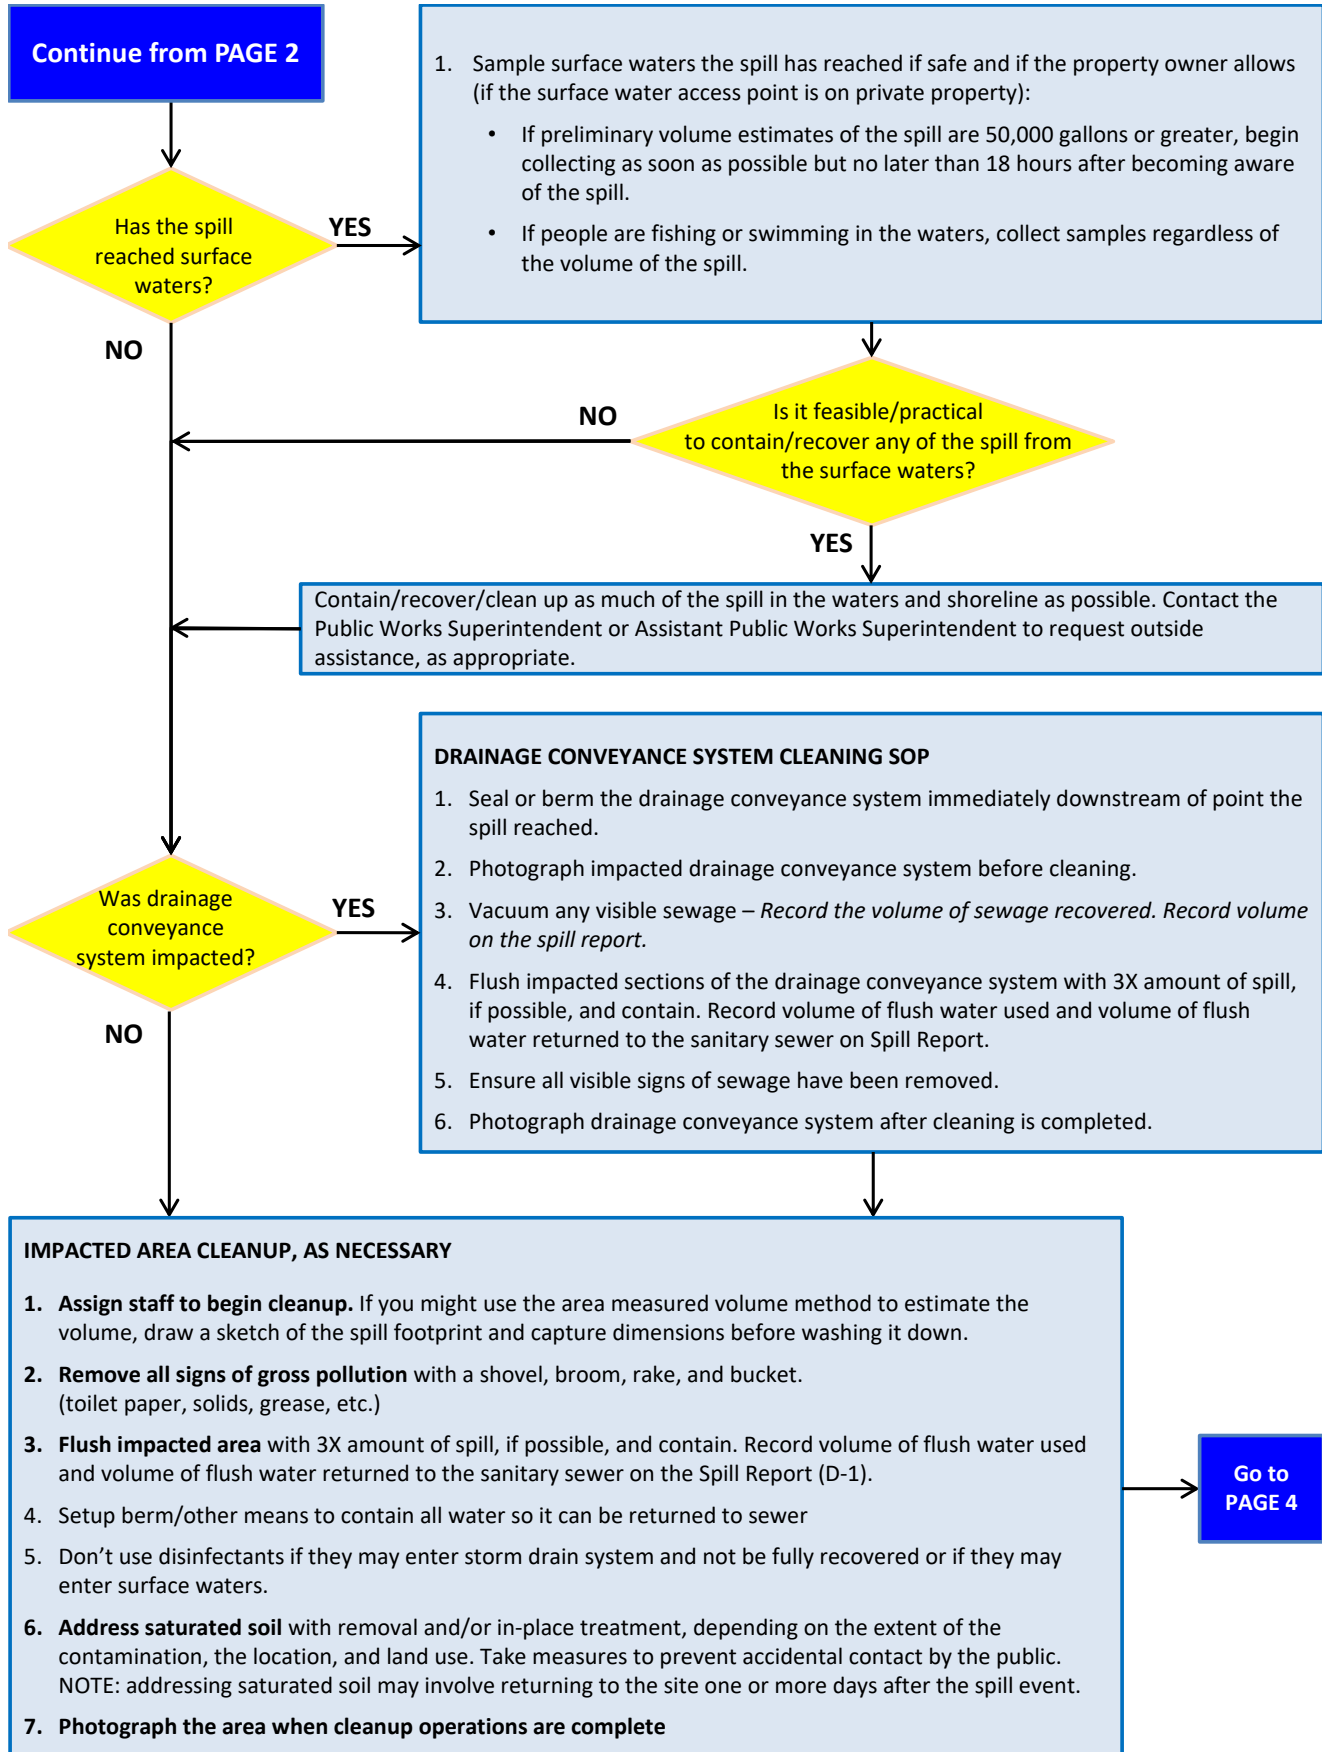 Continue from PAGE 2
1. Sample surface waters the spill has reached if safe and if the property owner allows
(if the surface water access point is on private property):
• If preliminary volume estimates of the spill are 50,000 gallons or greater, begin
collecting as soon as possible but no later than 18 hours after becoming aware
of the spill.
• If people are fishing or swimming in the waters, collect samples regardless of
the volume of the spill.
Has the spill
reached surface
waters?
YES
NO
Is it feasible/practical
to contain/recover any of the spill from
the surface waters?
NO
YES
Contain/recover/clean up as much of the spill in the waters and shoreline as possible. Contact the
Public Works Superintendent or Assistant Public Works Superintendent to request outside
assistance, as appropriate.
Was drainage
conveyance
system impacted?
YES
NO
DRAINAGE CONVEYANCE SYSTEM CLEANING SOP
1. Seal or berm the drainage conveyance system immediately downstream of point the
spill reached.
2. Photograph impacted drainage conveyance system before cleaning.
3. Vacuum any visible sewage – Record the volume of sewage recovered. Record volume
on the spill report.
4. Flush impacted sections of the drainage conveyance system with 3X amount of spill,
if possible, and contain. Record volume of flush water used and volume of flush
water returned to the sanitary sewer on Spill Report.
5. Ensure all visible signs of sewage have been removed.
6. Photograph drainage conveyance system after cleaning is completed.
IMPACTED AREA CLEANUP, AS NECESSARY
1. Assign staff to begin cleanup. If you might use the area measured volume method to estimate the
volume, draw a sketch of the spill footprint and capture dimensions before washing it down.
2. Remove all signs of gross pollution with a shovel, broom, rake, and bucket.
(toilet paper, solids, grease, etc.)
3. Flush impacted area with 3X amount of spill, if possible, and contain. Record volume of flush water used
and volume of flush water returned to the sanitary sewer on the Spill Report (D-1).
4. Setup berm/other means to contain all water so it can be returned to sewer
5. Don’t use disinfectants if they may enter storm drain system and not be fully recovered or if they may
enter surface waters.
6. Address saturated soil with removal and/or in-place treatment, depending on the extent of the
contamination, the location, and land use. Take measures to prevent accidental contact by the public.
NOTE: addressing saturated soil may involve returning to the site one or more days after the spill event.
7. Photograph the area when cleanup operations are complete
Go to
PAGE 4